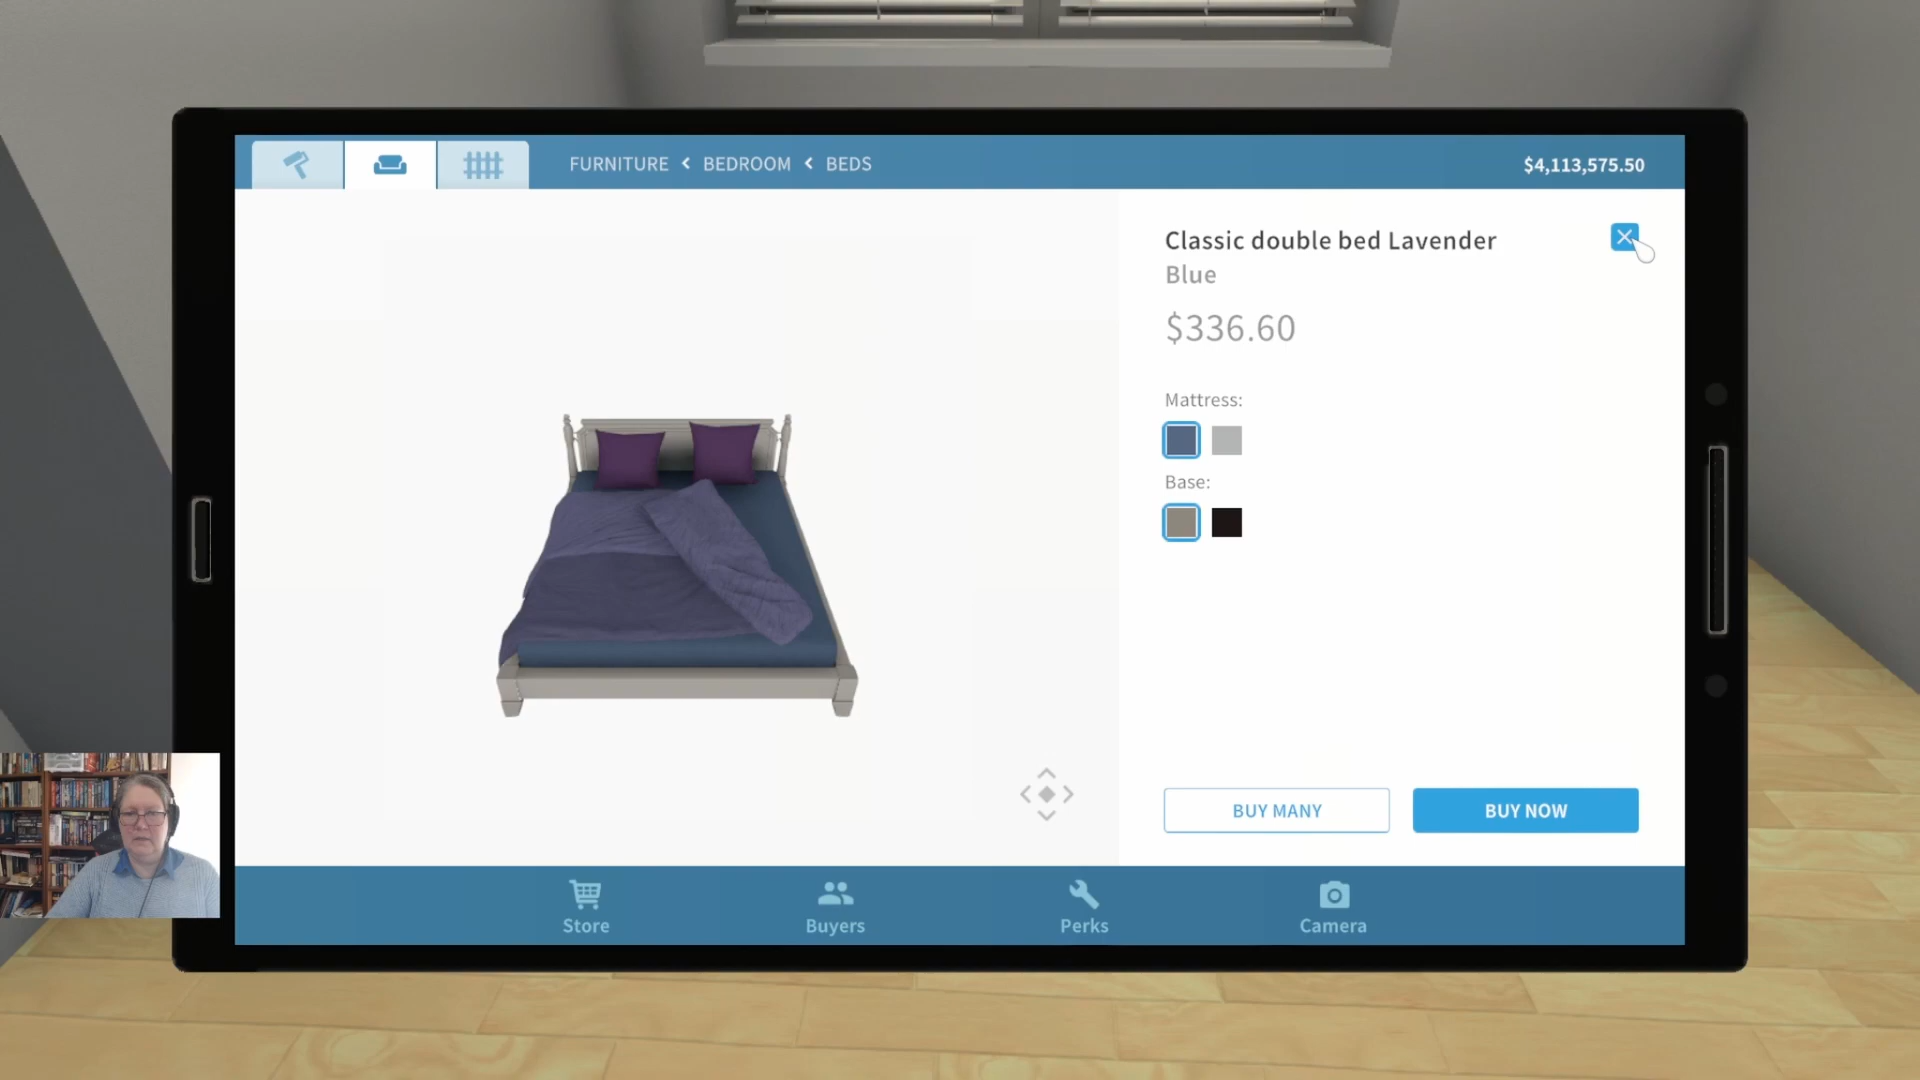 FURNITURE < BEDROOM < BEDS
$4,113,575.50
Classic double bed Lavender
Blue
$336.60
Mattress:
Base:
BUY MANY
BUY NOW
Store
Buyers
Perks
Camera